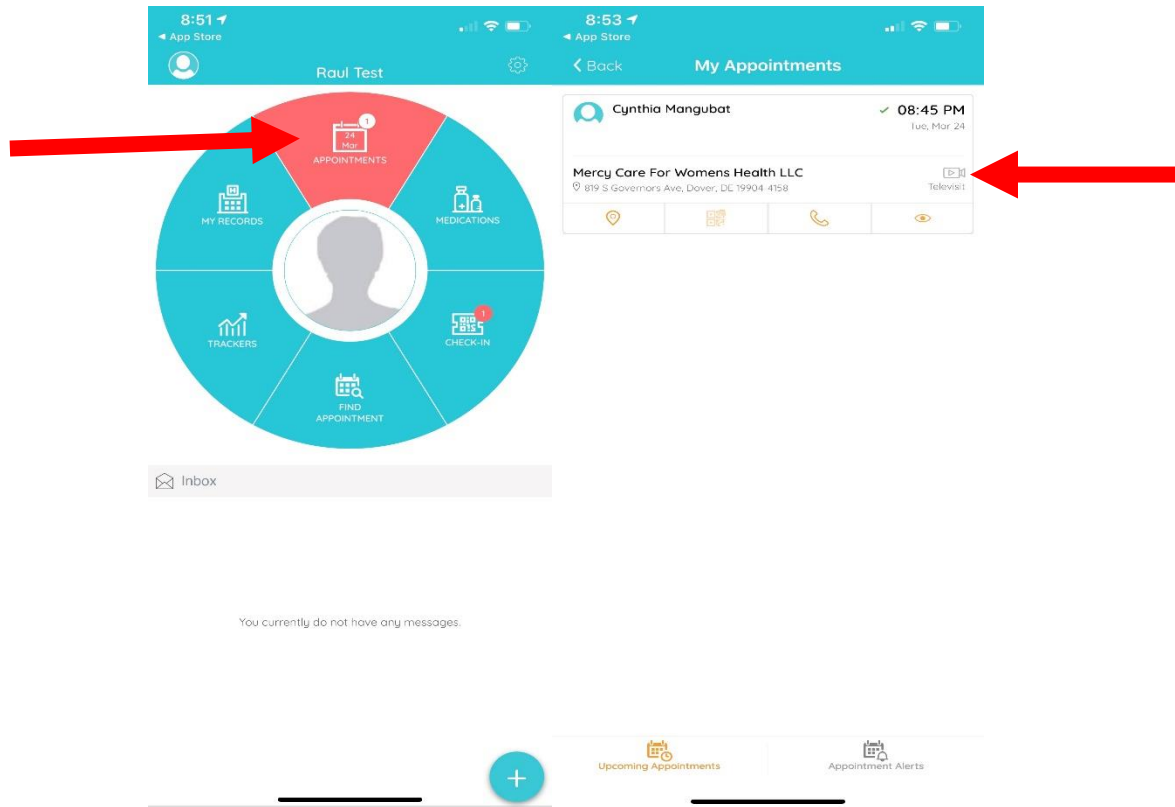 8:51
◄ App Store
Raul Test
1
24
Mar
APPOINTMENTS
MY RECORDS
MEDICATIONS
TRACKERS
1
CHECK-IN
FIND
APPOINTMENT
Inbox
You currently do not have any messages.
+
8:53
◄ App Store
Back
My Appointments
Cynthia Mangubat
08:45 PM
Tue, Mar 24
Mercy Care For Womens Health LLC
819 S Governors Ave, Dover, DE 19904-4158
Televisit
Upcoming Appointments
Appointment Alerts